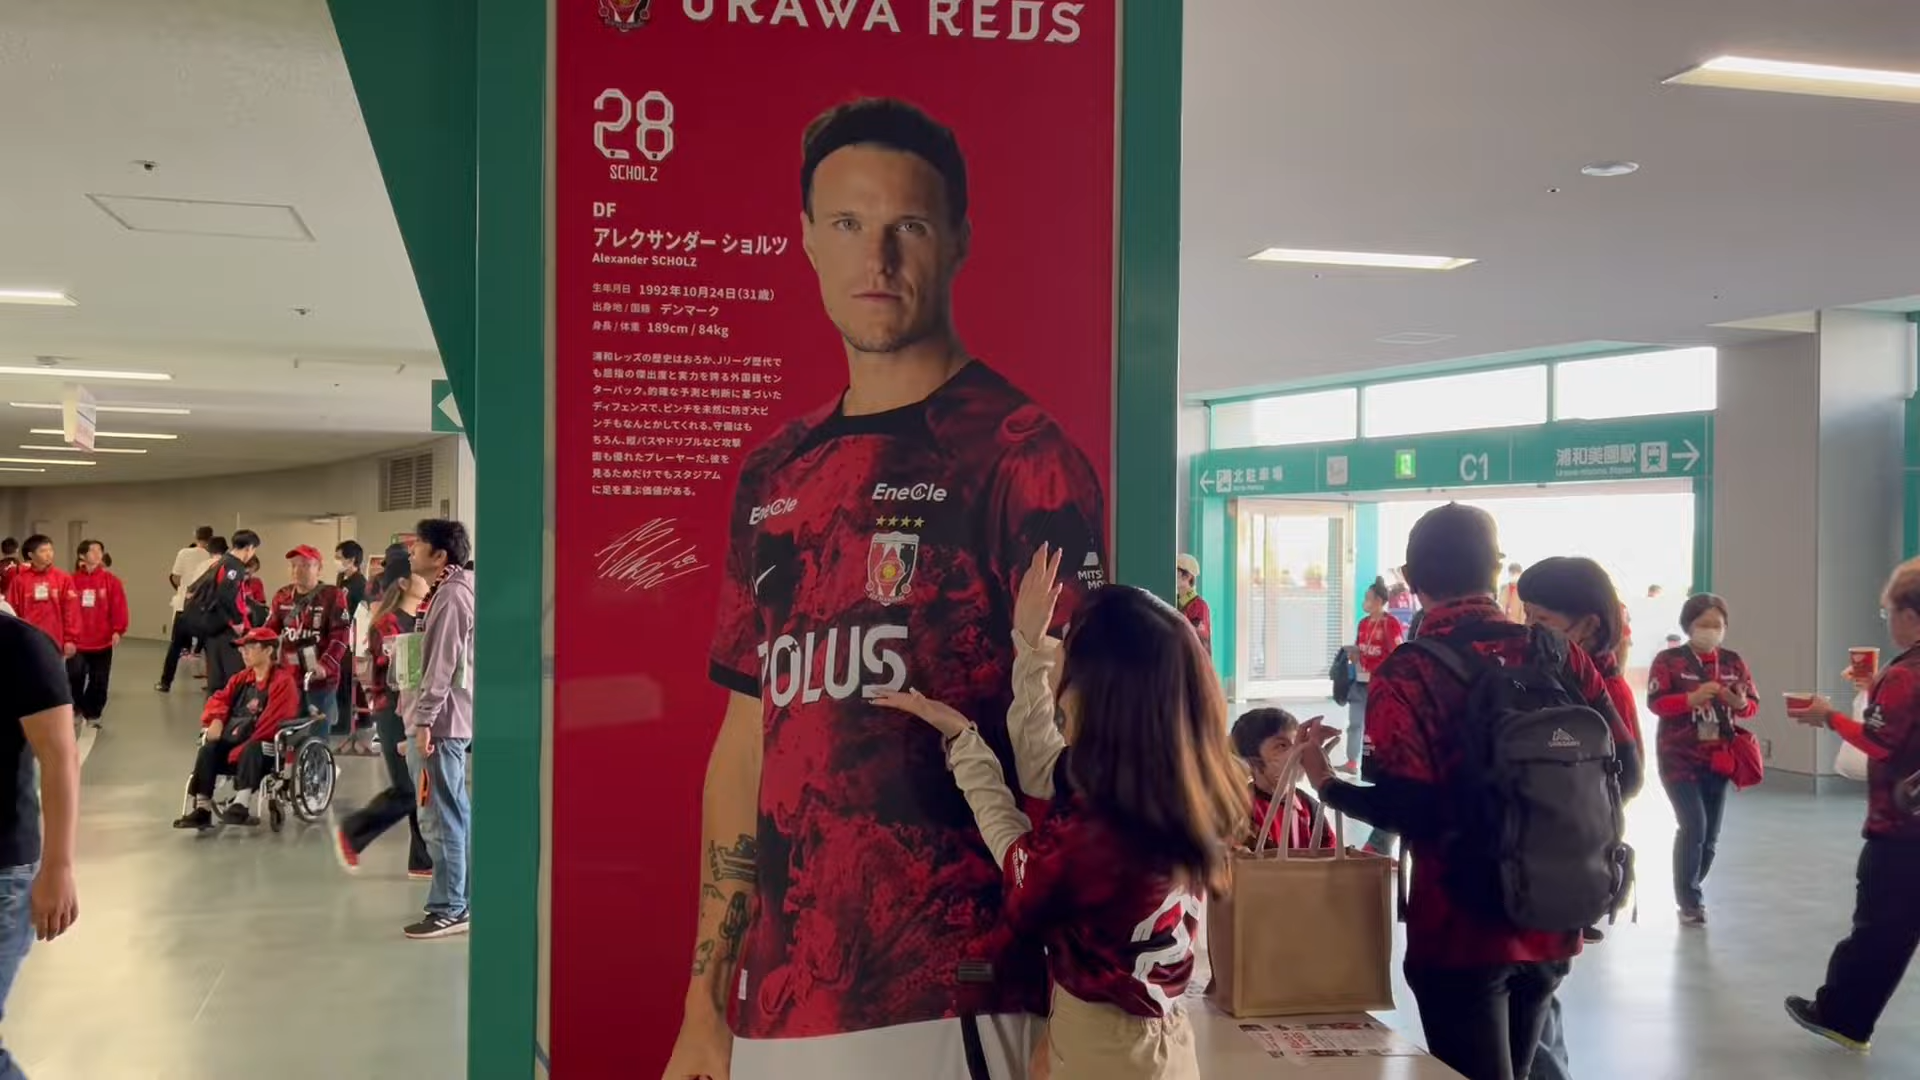 URAWA REDS
28
SCHOLZ
DF
アレクサンダー ショルツ
Alexander SCHOLZ
生年月日 1992年10月24日(31歳)
出身地 / 国籍 デンマーク
身長 / 体重 189cm / 84kg
浦和レッズの歴史はおろか、Jリーグ歴代で
も屈指の傑出度と実力を誇る外国籍セン
ターバック。的確な予測と判断に基づいた
ディフェンスで、ピンチを未然に防ぎ大ピ
ンチもなんとかしてくれる。守備はも
ちろん、縦パスやドリブルなど攻撃
面も優れたプレーヤーだ。彼を
見るためだけでもスタジアム
に足を運ぶ価値がある。
EneCle
EneCle
POLUS
北駐車場
C1
浦和美園駅
Urawa-misono Station